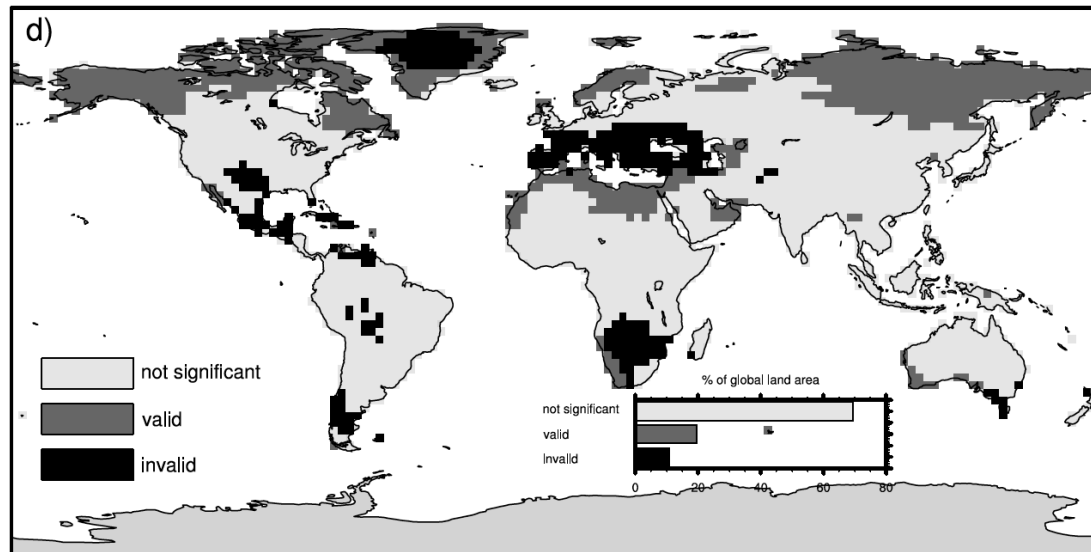 d)
not significant
valid
invalid
% of global land area
not significant
valid
invalid
0 20 40 60 80